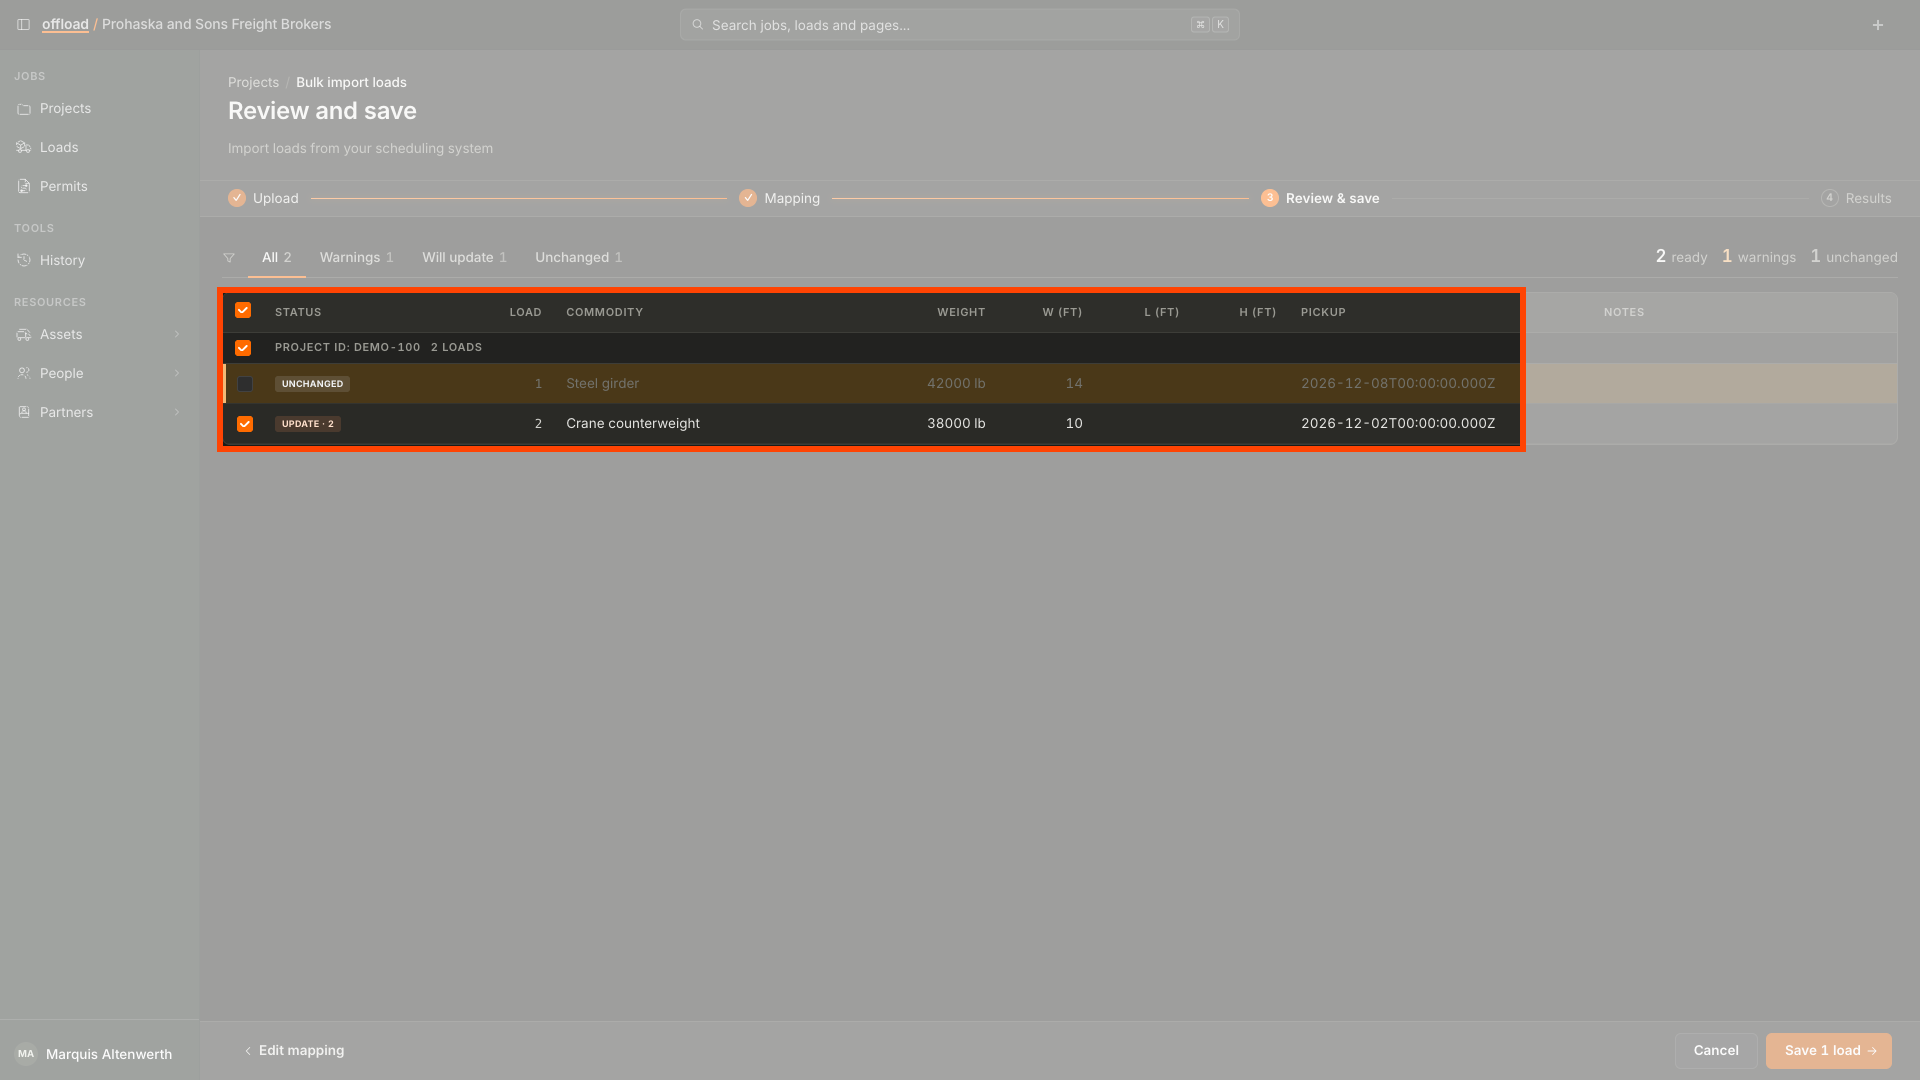 offload / Prohaska and Sons Freight Brokers
Search jobs, loads and pages...
⌘ K
+
JOBS
Projects
Loads
Permits
TOOLS
History
RESOURCES
Assets
People
Partners
MA Marquis Altenwerth
Projects / Bulk import loads
Review and save
Import loads from your scheduling system
Upload
Mapping
3 Review & save
4 Results
All 2
Warnings 1
Will update 1
Unchanged 1
2 ready 1 warnings 1 unchanged
STATUS LOAD COMMODITY WEIGHT W (FT) L (FT) H (FT) PICKUP NOTES
PROJECT ID: DEMO-100 2 LOADS
UNCHANGED 1 Steel girder 42000 lb 14 2026-12-08T00:00:00.000Z
UPDATE · 2 2 Crane counterweight 38000 lb 10 2026-12-02T00:00:00.000Z
Edit mapping
Cancel
Save 1 load →